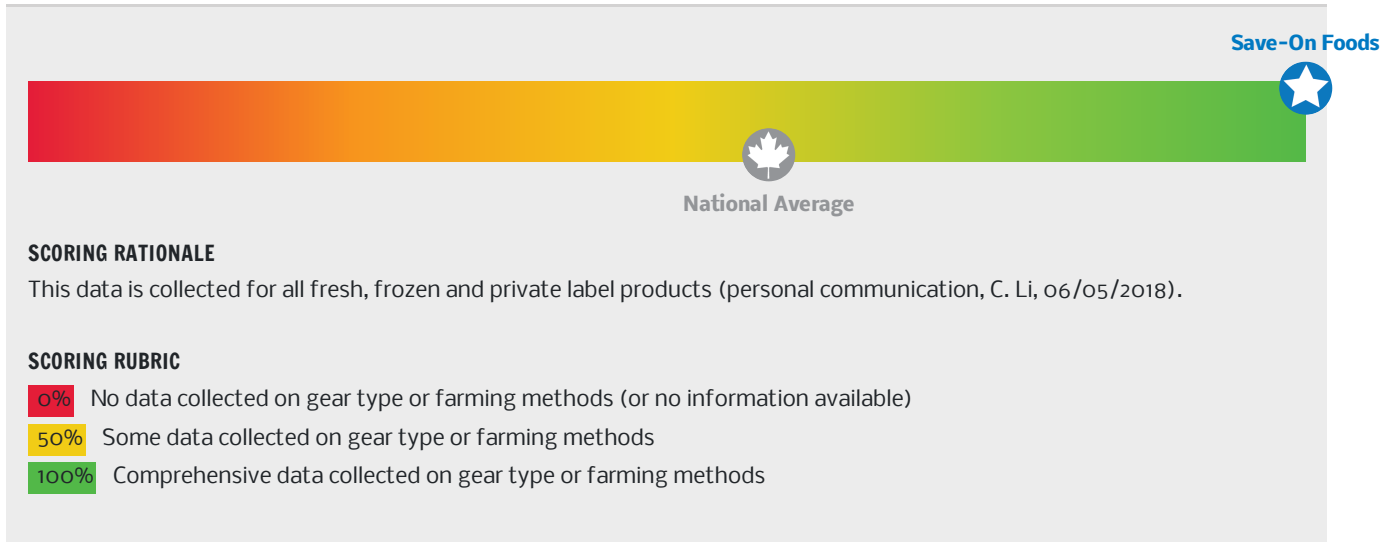 Save-On Foods
National Average
SCORING RATIONALE
This data is collected for all fresh, frozen and private label products (personal communication, C. Li, 06/05/2018).
SCORING RUBRIC
0% No data collected on gear type or farming methods (or no information available)
50% Some data collected on gear type or farming methods
100% Comprehensive data collected on gear type or farming methods